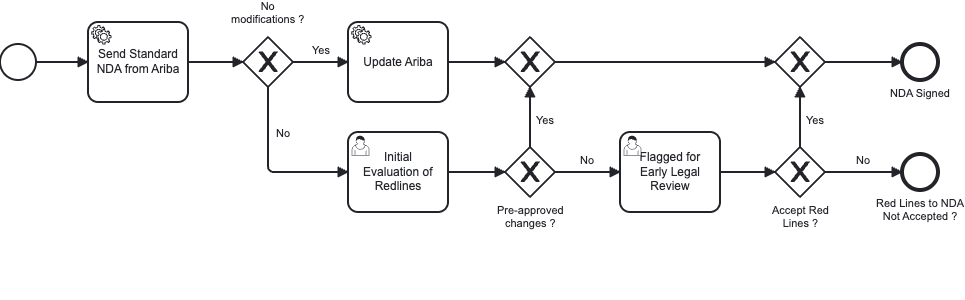 No
modifications ?
Send Standard
NDA from Ariba
Yes
Update Ariba
NDA Signed
No
Initial
Evaluation of
Redlines
Yes
No
Pre-approved
changes ?
Flagged for
Early Legal
Review
Yes
No
Accept Red
Lines ?
Red Lines to NDA
Not Accepted ?